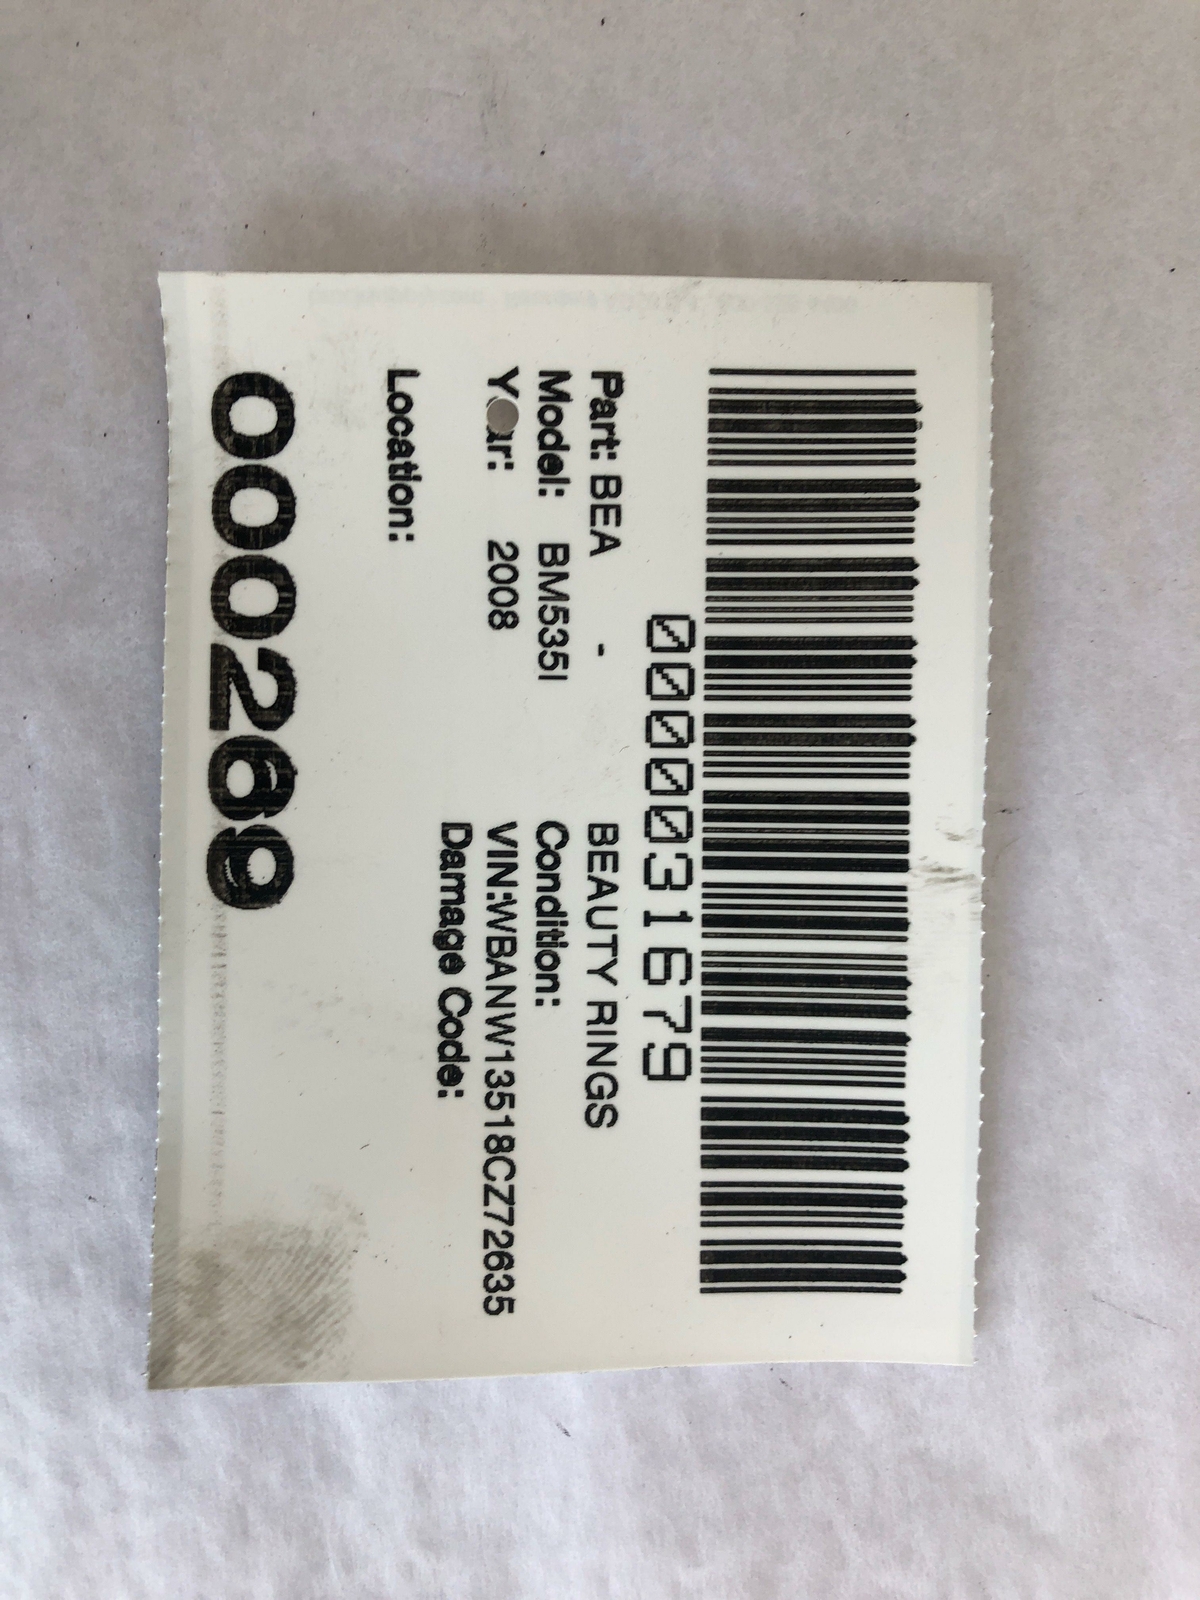 0000031679
Part: BEA - BEAUTY RINGS
Model: BM535I Condition:
Year: 2008 VIN:WBANW13518CZ72635
Damage Code:
Location:
000269